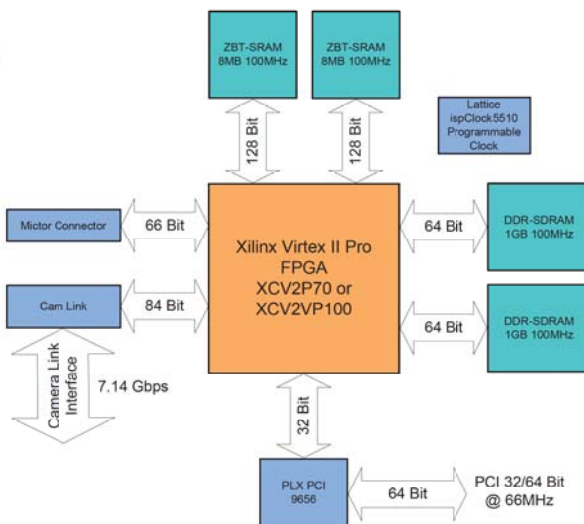 ZBT-SRAM
8MB 100MHz
ZBT-SRAM
8MB 100MHz
Lattice
ispClock5510
Programmable
Clock
128 Bit
128 Bit
Mictor Connector
66 Bit
Xilinx Virtex II Pro
FPGA
XCV2P70 or
XCV2VP100
64 Bit
DDR-SDRAM
1GB 100MHz
Cam Link
84 Bit
64 Bit
DDR-SDRAM
1GB 100MHz
Camera Link
Interface
7.14 Gbps
32 Bit
PLX PCI
9656
64 Bit
PCI 32/64 Bit
@ 66MHz